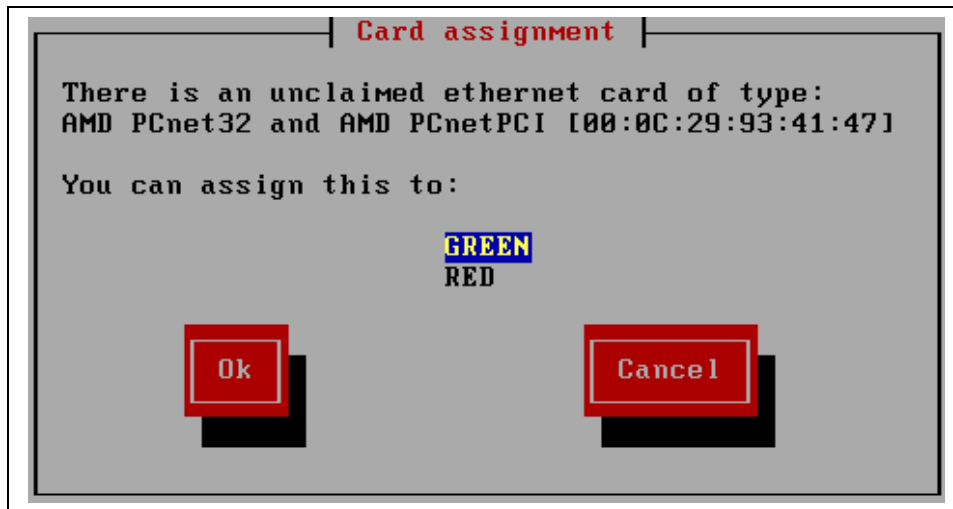 Card assignment
There is an unclaimed ethernet card of type:
AMD PCnet32 and AMD PCnetPCI [00:0C:29:93:41:47]
You can assign this to:
GREEN
RED
Ok Cancel